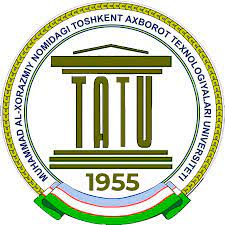 MUHAMMAD AL-XORAZMIY NOMIDAGI TOSHKENT AXBOROT TEXNOLOGIYALARI UNIVERSITETI
TATU
1955